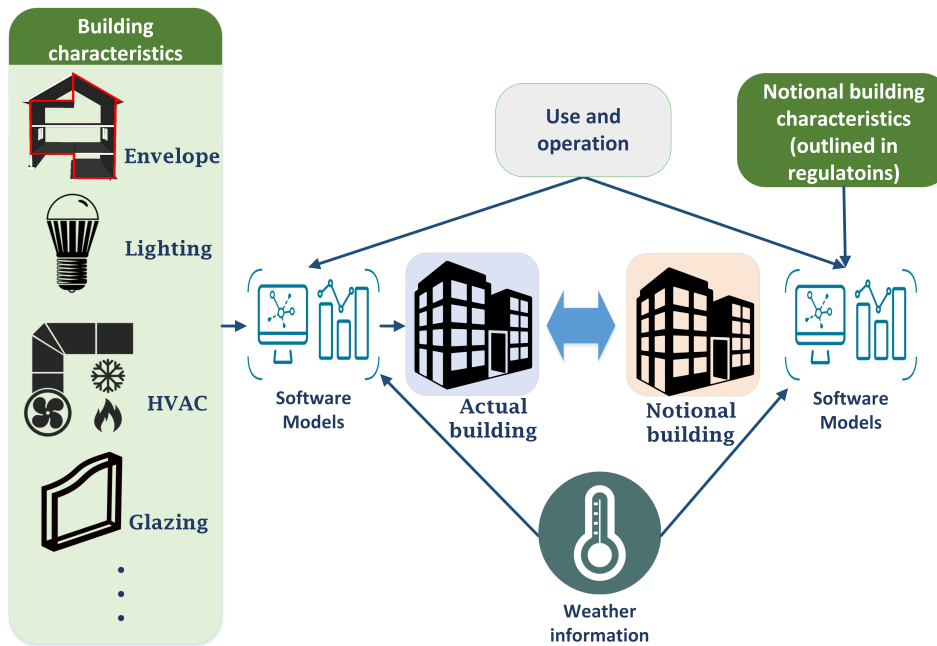 Building
characteristics
Envelope
Lighting
HVAC
Glazing
Use and
operation
Notional building
characteristics
(outlined in
regulatoins)
Software
Models
Actual
building
Notional
building
Software
Models
Weather
information